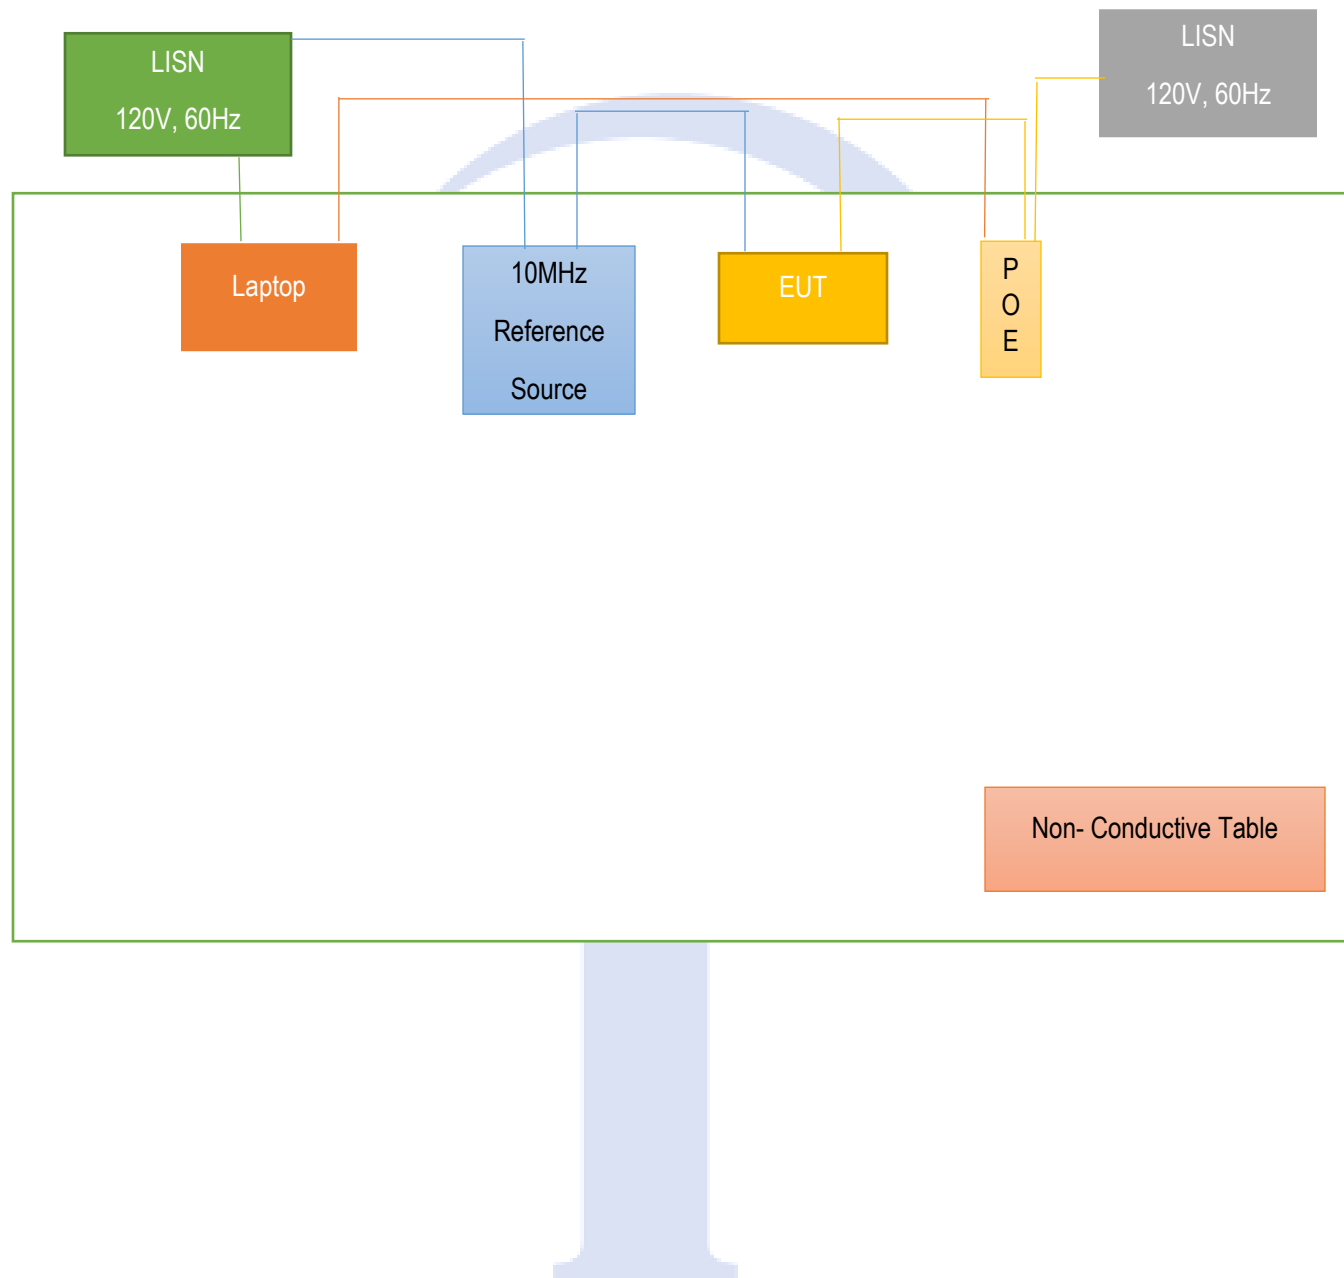 LISN
120V, 60Hz
LISN
120V, 60Hz
Laptop
10MHz
Reference
Source
EUT
P
O
E
Non- Conductive Table